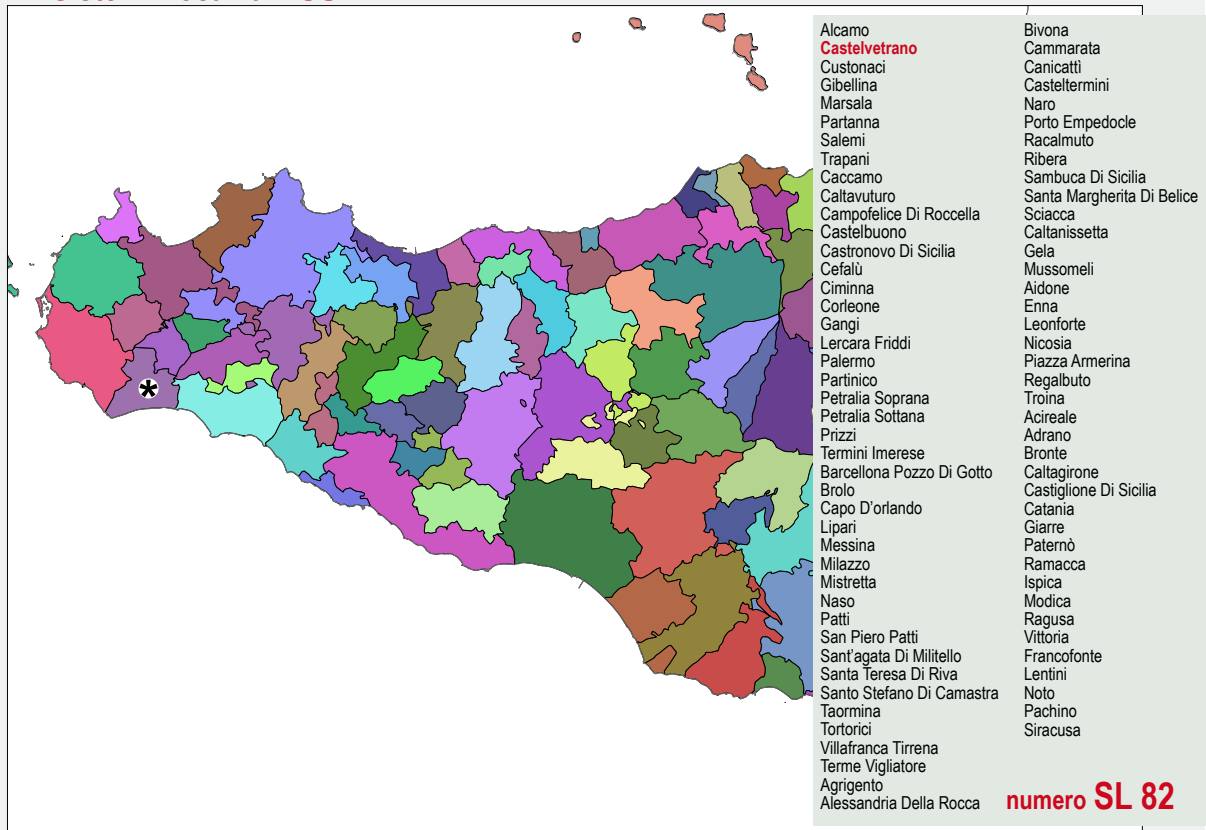 Alcamo
Castelvetrano
Custonaci
Gibellina
Marsala
Partanna
Salemi
Trapani
Caccamo
Caltavuturo
Campofelice Di Roccella
Castelbuono
Castronovo Di Sicilia
Cefalù
Ciminna
Corleone
Gangi
Lercara Friddi
Palermo
Partinico
Petralia Soprana
Petralia Sottana
Prizzi
Termini Imerese
Barcellona Pozzo Di Gotto
Brolo
Capo D'orlando
Lipari
Messina
Milazzo
Mistretta
Naso
Patti
San Piero Patti
Sant'agata Di Militello
Santa Teresa Di Riva
Santo Stefano Di Camastra
Taormina
Tortorici
Villafranca Tirrena
Terme Vigliatore
Agrigento
Alessandria Della Rocca
Bivona
Cammarata
Canicattì
Casteltermini
Naro
Porto Empedocle
Racalmuto
Ribera
Sambuca Di Sicilia
Santa Margherita Di Belice
Sciacca
Caltanissetta
Gela
Mussomeli
Aidone
Enna
Leonforte
Nicosia
Piazza Armerina
Regalbuto
Troina
Acireale
Adrano
Bronte
Caltagirone
Castiglione Di Sicilia
Catania
Giarre
Paternò
Ramacca
Ispica
Modica
Ragusa
Vittoria
Francofonte
Lentini
Noto
Pachino
Siracusa
numero SL 82
*